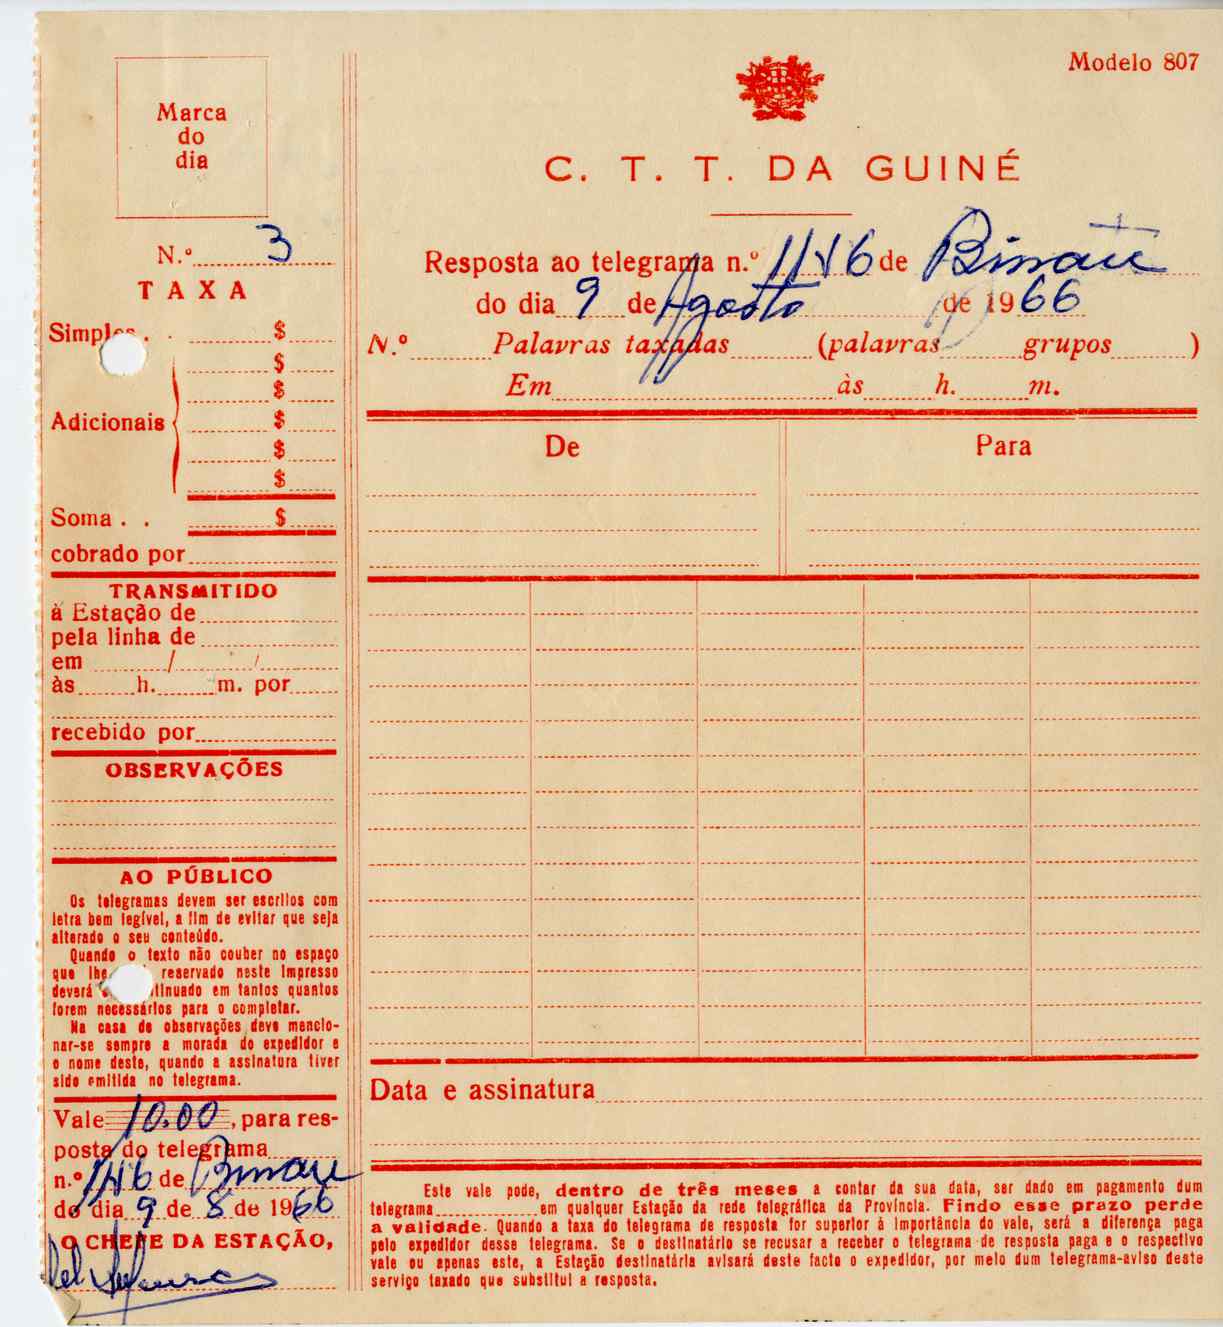 Modelo 807
Marca
do
dia
C. T. T. DA GUINÉ
N.º 3
TAXA
Resposta ao telegrama n.º de
do dia 9 de Agosto de 1966
N.º Palavras taxadas (palavras grupos )
Em às h. m.
Simples . . $
$
$
Adicionais $
$
$
Soma . . $
cobrado por
De Para
TRANSMITIDO
à Estação de
pela linha de
em / /
às h. m. por
recebido por
OBSERVAÇÕES
AO PÚBLICO
Os telegramas devem ser escritos com
letra bem legível, a fim de evitar que seja
alterado o seu conteúdo.
Quando o texto não couber no espaço
que lhe reservado neste impresso
deverá tinuado em tantos quantos
forem necessários para o completar.
Na casa de observações deve mencio-
nar-se sempre a morada do expedidor e
o nome deste, quando a assinatura tiver
sido emitida no telegrama.
Vale 10.00, para res-
posta do telegrama
n.º de
do dia 9 de 8 de 1966
O CHEFE DA ESTAÇÃO,
Data e assinatura
Este vale pode, dentro de três meses a contar da sua data, ser dado em pagamento dum
telegrama em qualquer Estação da rede telegráfica da Província. Findo esse prazo perde
a validade. Quando a taxa do telegrama de resposta for superior à importância do vale, será a diferença paga
pelo expedidor desse telegrama. Se o destinatário se recusar a receber o telegrama de resposta paga e o respectivo
vale ou apenas este, a Estação destinatária avisará deste facto o expedidor, por meio dum telegrama-aviso deste
serviço taxado que substitui a resposta.